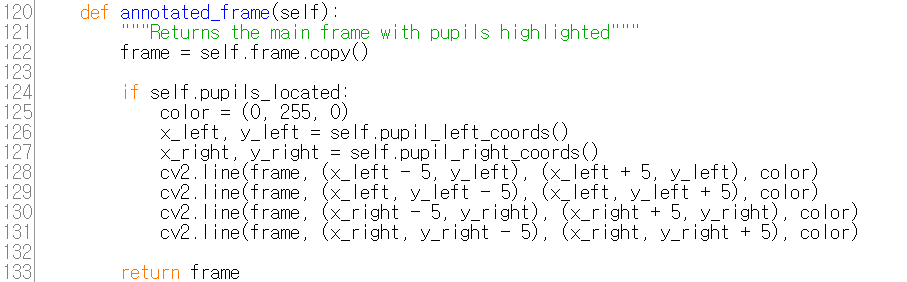 120     def annotated_frame(self):
121         """Returns the main frame with pupils highlighted"""
122         frame = self.frame.copy()
123
124         if self.pupils_located:
125             color = (0, 255, 0)
126             x_left, y_left = self.pupil_left_coords()
127             x_right, y_right = self.pupil_right_coords()
128             cv2.line(frame, (x_left - 5, y_left), (x_left + 5, y_left), color)
129             cv2.line(frame, (x_left, y_left - 5), (x_left, y_left + 5), color)
130             cv2.line(frame, (x_right - 5, y_right), (x_right + 5, y_right), color)
131             cv2.line(frame, (x_right, y_right - 5), (x_right, y_right + 5), color)
132
133         return frame